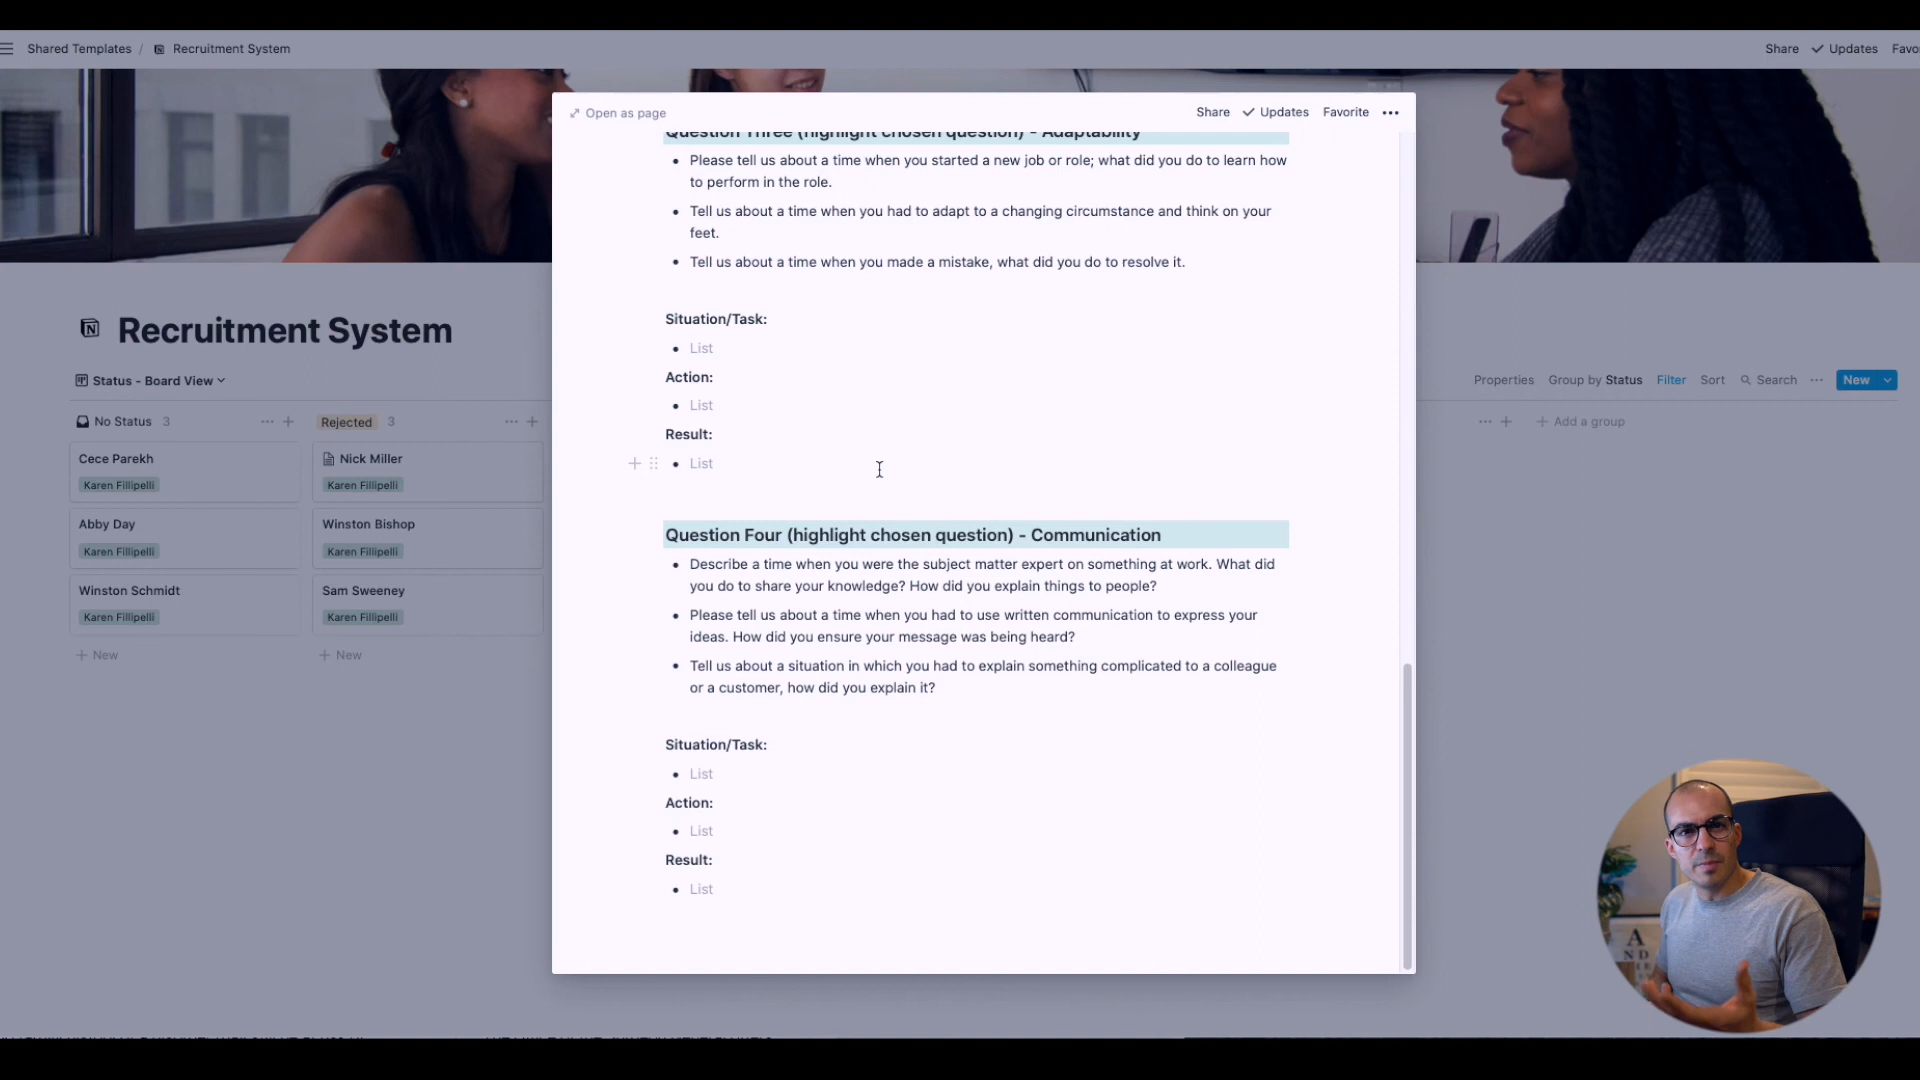 Shared Templates / Recruitment System
Share Updates Favo
Open as page
Share Updates Favorite
Question Three (highlight chosen question) - Adaptability
Please tell us about a time when you started a new job or role; what did you do to learn how
to perform in the role.
Tell us about a time when you had to adapt to a changing circumstance and think on your
feet.
Tell us about a time when you made a mistake, what did you do to resolve it.
Situation/Task:
List
Action:
List
Result:
List
Question Four (highlight chosen question) - Communication
Describe a time when you were the subject matter expert on something at work. What did
you do to share your knowledge? How did you explain things to people?
Please tell us about a time when you had to use written communication to express your
ideas. How did you ensure your message was being heard?
Tell us about a situation in which you had to explain something complicated to a colleague
or a customer, how did you explain it?
Situation/Task:
List
Action:
List
Result:
List
Recruitment System
Status - Board View
Properties Group by Status Filter Sort Search New
No Status 3
Cece Parekh
Karen Fillipelli
Abby Day
Karen Fillipelli
Winston Schmidt
Karen Fillipelli
+ New
Rejected 3
Nick Miller
Karen Fillipelli
Winston Bishop
Karen Fillipelli
Sam Sweeney
Karen Fillipelli
+ New
+ Add a group
A
AND